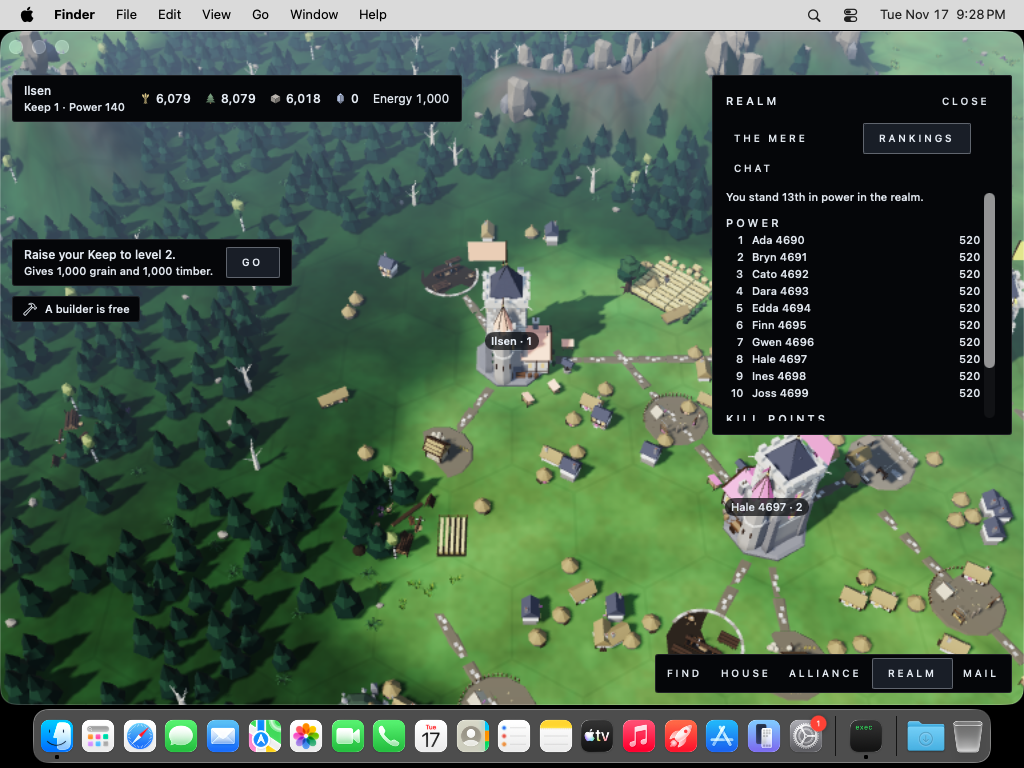 Finder File Edit View Go Window Help Tue Nov 17 9:28 PM
Ilsen
Keep 1 · Power 140
6,079 8,079 6,018 0 Energy 1,000
Raise your Keep to level 2.
Gives 1,000 grain and 1,000 timber.
GO
A builder is free
Ilsen · 1
Hale 4697 · 2
REALM CLOSE
THE MERE RANKINGS
CHAT
You stand 13th in power in the realm.
POWER
1 Ada 4690 520
2 Bryn 4691 520
3 Cato 4692 520
4 Dara 4693 520
5 Edda 4694 520
6 Finn 4695 520
7 Gwen 4696 520
8 Hale 4697 520
9 Ines 4698 520
10 Joss 4699 520
KILL POINTS
FIND HOUSE ALLIANCE REALM MAIL
Tue
17
tv
1
exec